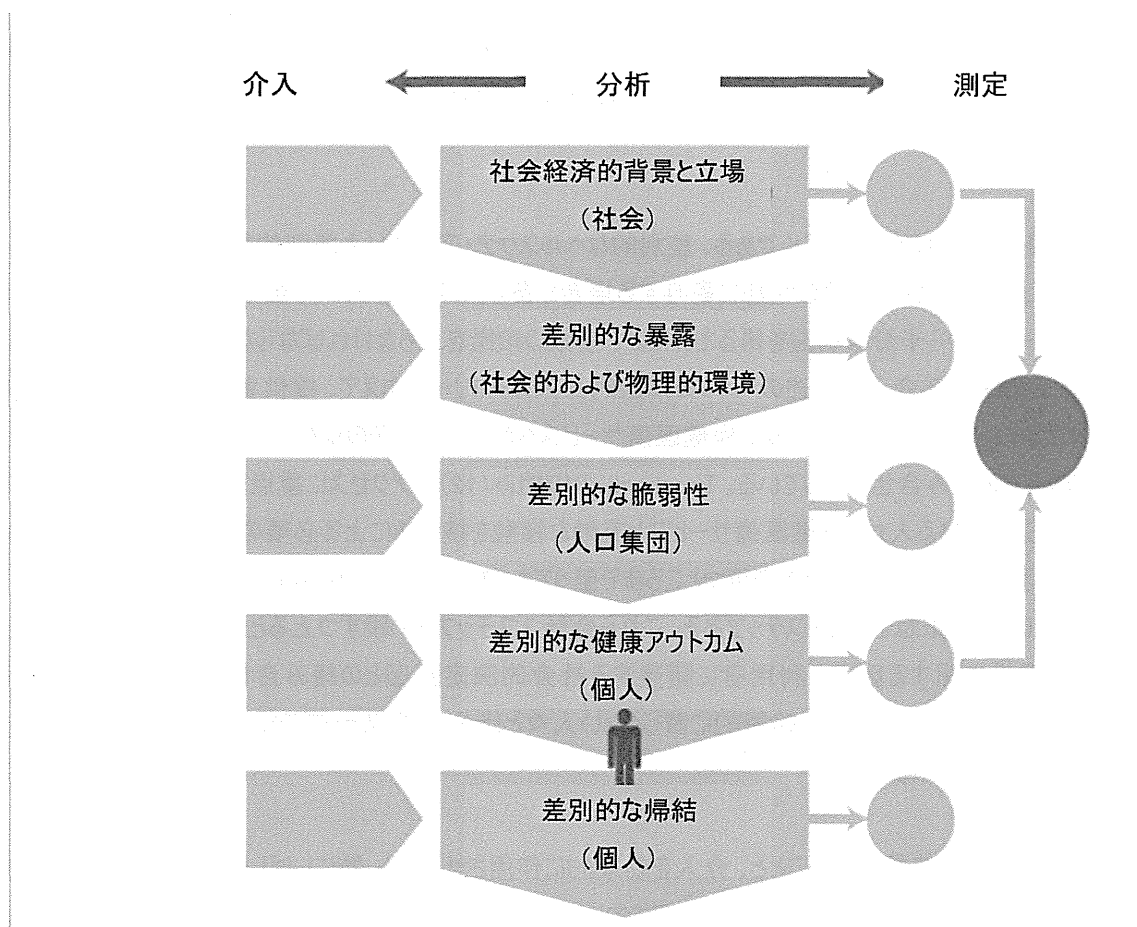 介入 分析 測定
社会経済的背景と立場
（社会）
差別的な暴露
（社会的および物理的環境）
差別的な脆弱性
（人口集団）
差別的な健康アウトカム
（個人）
差別的な帰結
（個人）